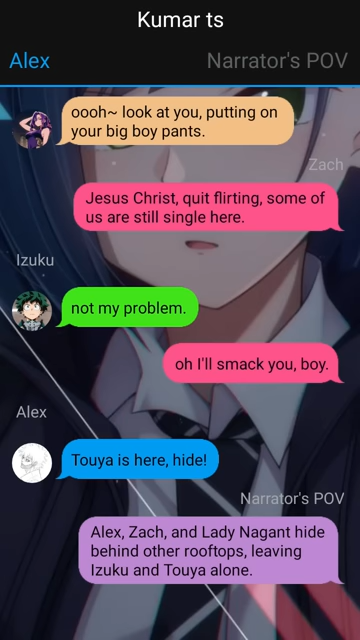 Kumar ts
Alex
Narrator's POV
oooh~ look at you, putting on
your big boy pants.
Zach
Jesus Christ, quit flirting, some of
us are still single here.
Izuku
not my problem.
oh I'll smack you, boy.
Alex
Touya is here, hide!
Narrator's POV
Alex, Zach, and Lady Nagant hide
behind other rooftops, leaving
Izuku and Touya alone.